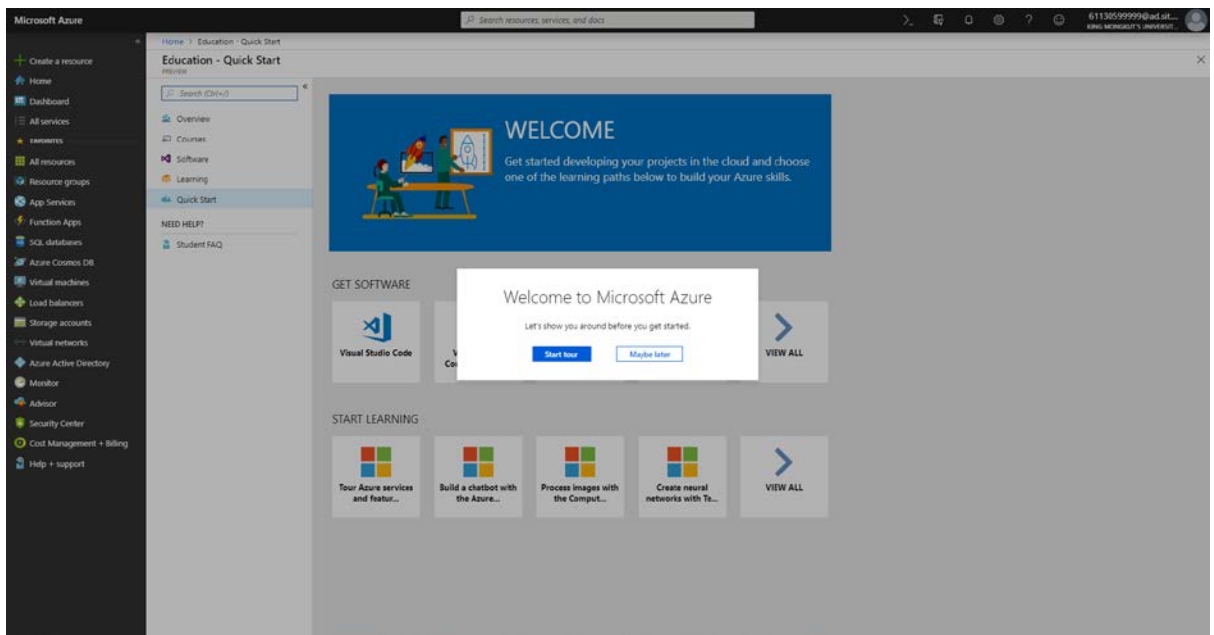 Microsoft Azure
Search resources, services, and docs
61130599999@ad.sit...
KING MONGKUT'S UNIVERSIT...
Create a resource
Home
Dashboard
All services
FAVORITES
All resources
Resource groups
App Services
Function Apps
SQL databases
Azure Cosmos DB
Virtual machines
Load balancers
Storage accounts
Virtual networks
Azure Active Directory
Monitor
Advisor
Security Center
Cost Management + Billing
Help + support
Home > Education - Quick Start
Education - Quick Start
PREVIEW
Search (Ctrl+/)
Overview
Courses
Software
Learning
Quick Start
NEED HELP?
Student FAQ
WELCOME
Get started developing your projects in the cloud and choose
one of the learning paths below to build your Azure skills.
GET SOFTWARE
Visual Studio Code
VIEW ALL
Welcome to Microsoft Azure
Let's show you around before you get started.
Start tour
Maybe later
START LEARNING
Tour Azure services
and featur...
Build a chatbot with
the Azure...
Process images with
the Comput...
Create neural
networks with Te...
VIEW ALL